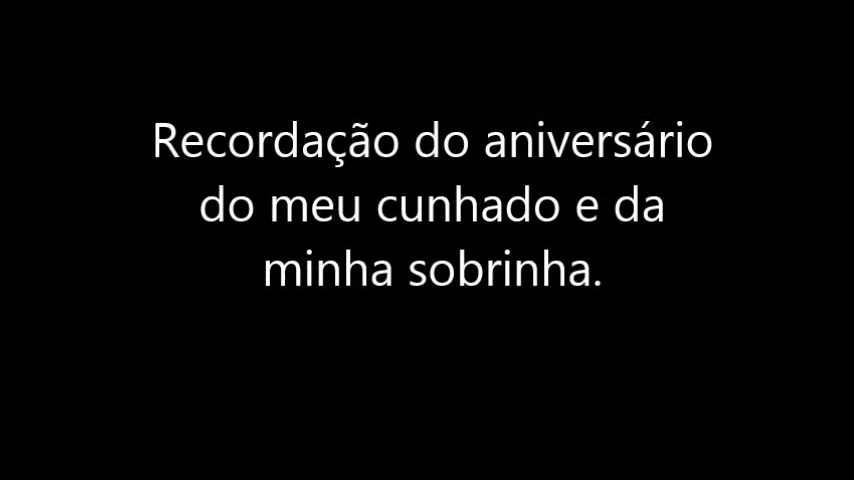 Recordação do aniversário
do meu cunhado e da
minha sobrinha.